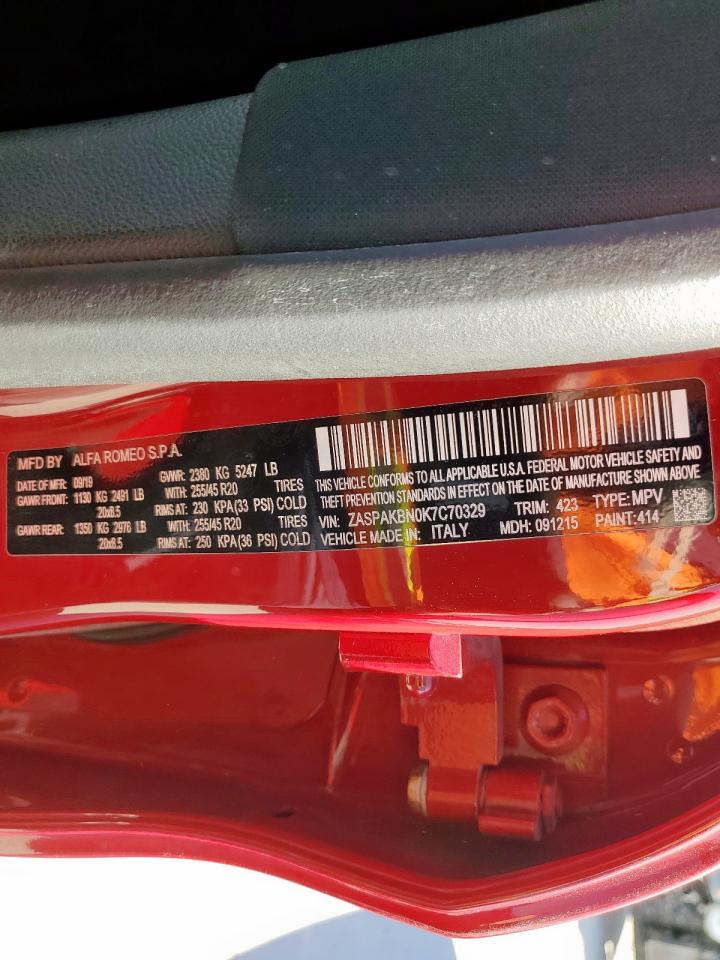 MFD BY ALFA ROMEO S.P.A.
DATE OF MFR: 09/19 GVWR: 2380 KG 5247 LB
GAWR FRONT: 1130 KG 2491 LB WITH: 255/45 R20 TIRES
20x8.5 RIMS AT: 230 KPA(33 PSI) COLD
GAWR REAR: 1350 KG 2976 LB WITH: 255/45 R20 TIRES
20x8.5 RIMS AT: 250 KPA(36 PSI) COLD
THIS VEHICLE CONFORMS TO ALL APPLICABLE U.S.A. FEDERAL MOTOR VEHICLE SAFETY AND
THEFT PREVENTION STANDARDS IN EFFECT ON THE DATE OF MANUFACTURE SHOWN ABOVE.
VIN: ZASPAKBN0K7C70329 TRIM: 423 TYPE: MPV
VEHICLE MADE IN: ITALY MDH: 091215 PAINT: 414